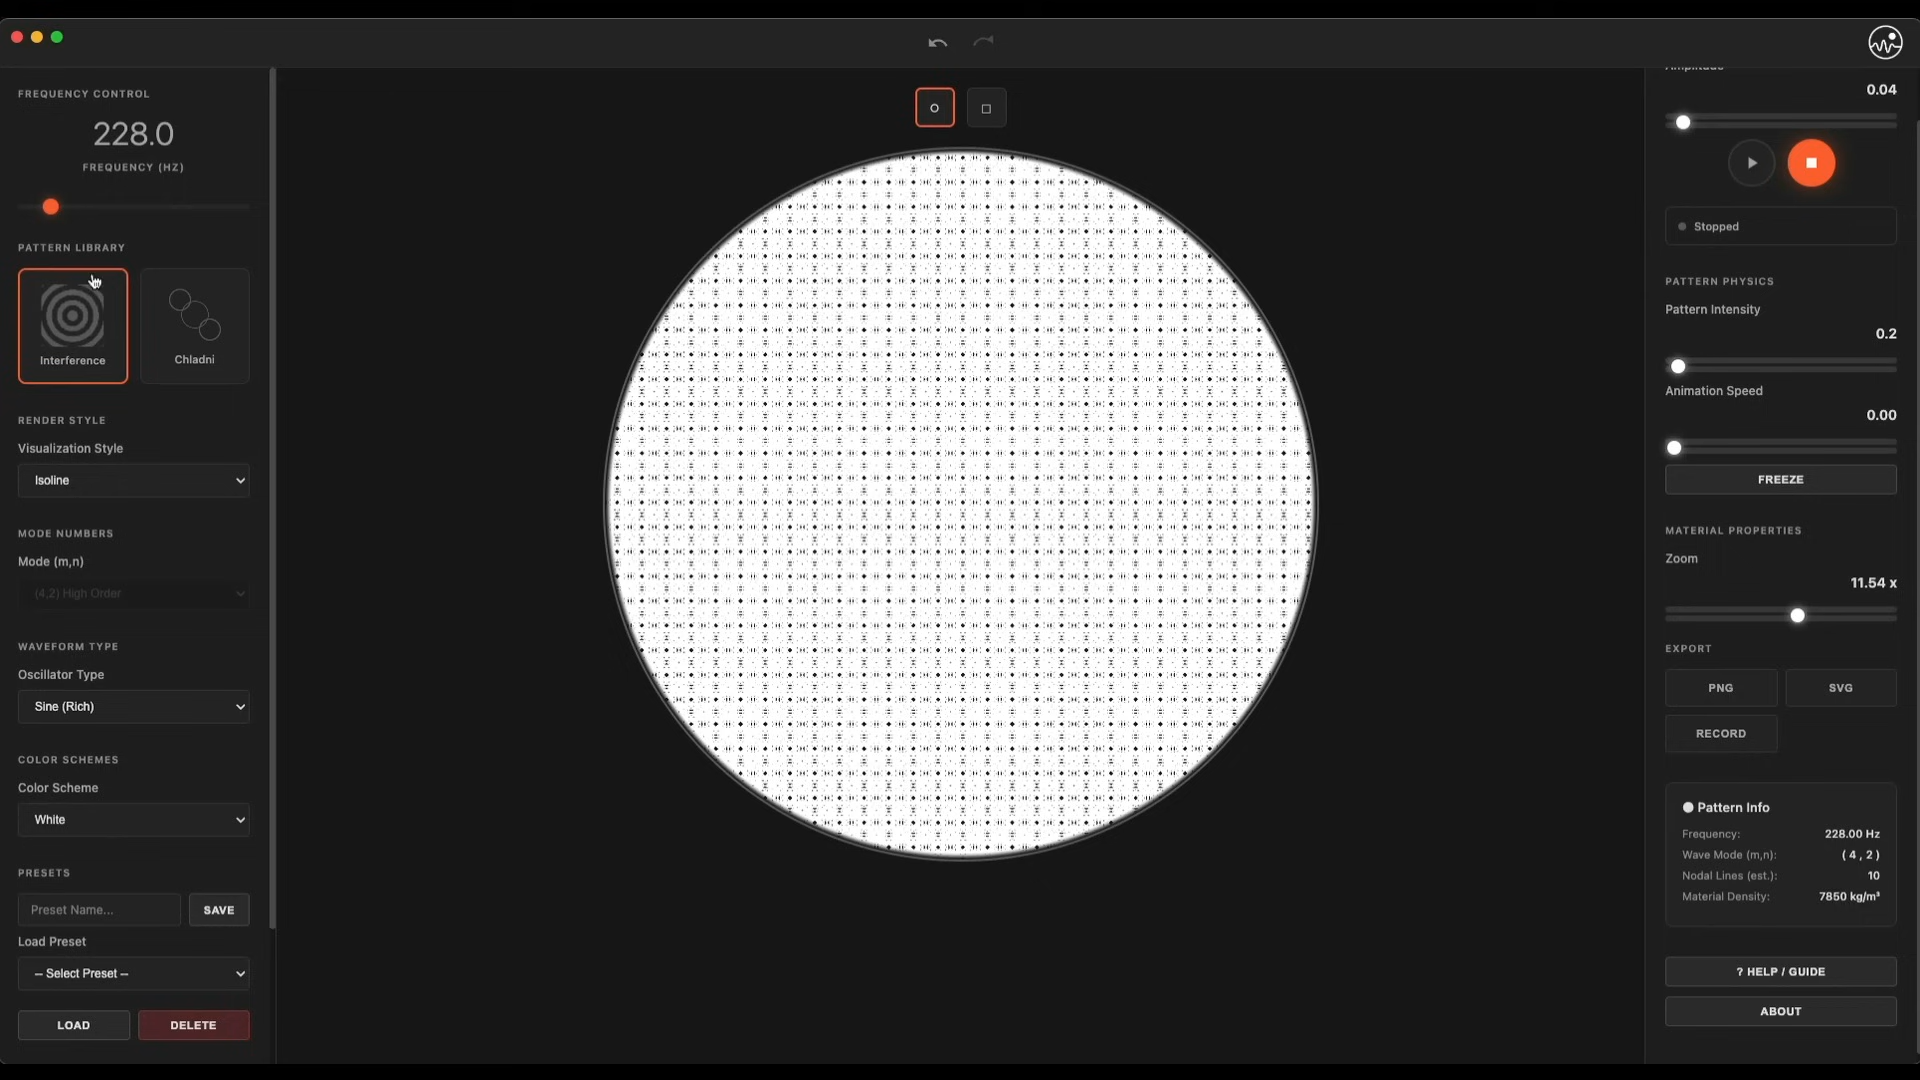 FREQUENCY CONTROL
228.0
FREQUENCY (HZ)
PATTERN LIBRARY
Interference
Chladni
RENDER STYLE
Visualization Style
Isoline
MODE NUMBERS
Mode (m,n)
(4,2) High Order
WAVEFORM TYPE
Oscillator Type
Sine (Rich)
COLOR SCHEMES
Color Scheme
White
PRESETS
Preset Name...
SAVE
Load Preset
-- Select Preset --
LOAD
DELETE
Amplitude
0.04
Stopped
PATTERN PHYSICS
Pattern Intensity
0.2
Animation Speed
0.00
FREEZE
MATERIAL PROPERTIES
Zoom
11.54 x
EXPORT
PNG
SVG
RECORD
Pattern Info
Frequency: 228.00 Hz
Wave Mode (m,n): ( 4 , 2 )
Nodal Lines (est.): 10
Material Density: 7850 kg/m³
? HELP / GUIDE
ABOUT